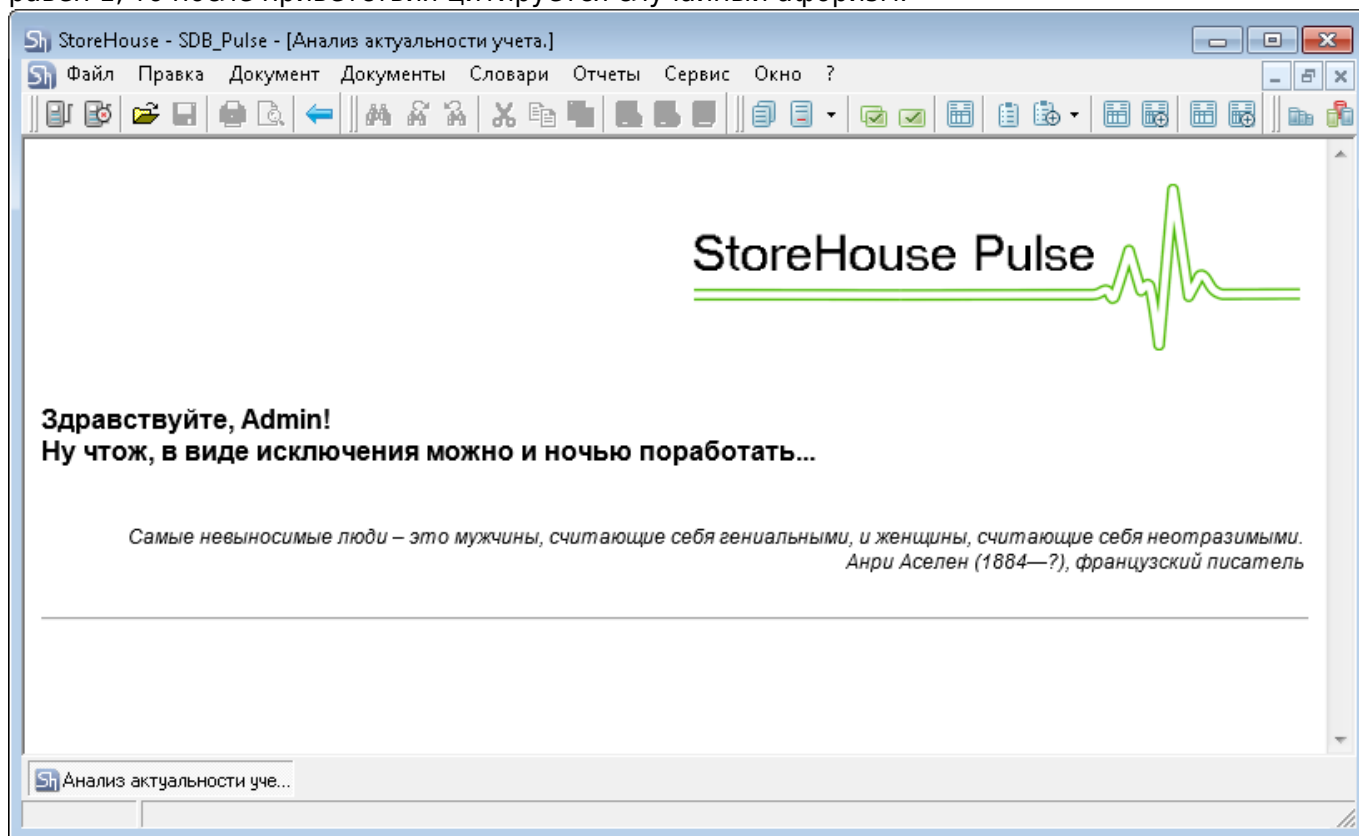 StoreHouse - SDB_Pulse - [Анализ актуальности учета.]
Файл Правка Документ Документы Словари Отчеты Сервис Окно ?
StoreHouse Pulse
Здравствуйте, Admin!
Ну чтож, в виде исключения можно и ночью поработать...
Самые невыносимые люди – это мужчины, считающие себя гениальными, и женщины, считающие себя неотразимыми.
Анри Аселен (1884—?), французский писатель
Анализ актуальности уче...